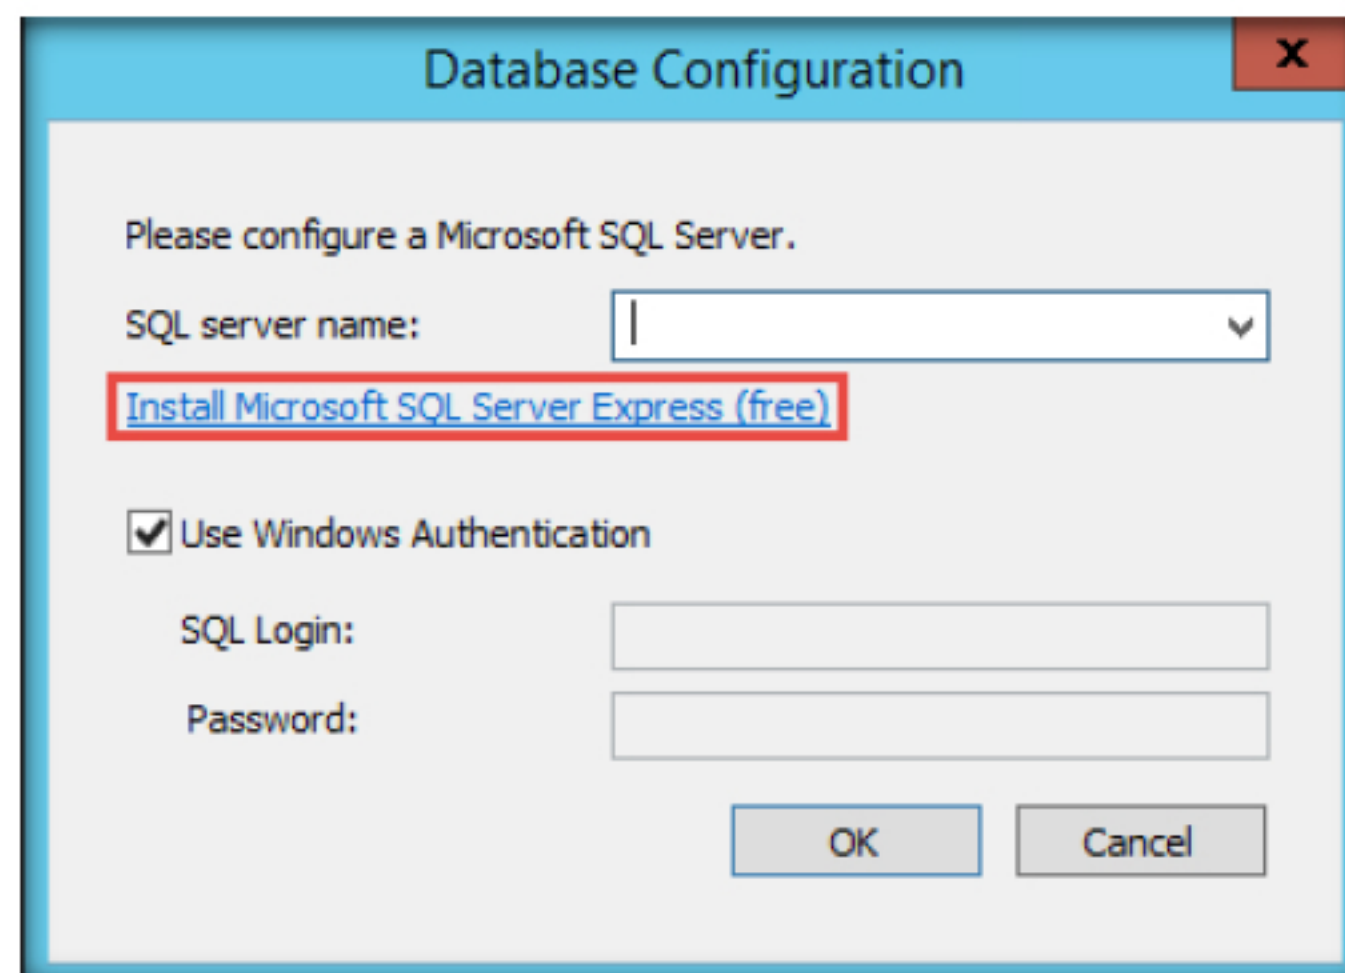 Database Configuration
x
Please configure a Microsoft SQL Server.
SQL server name:
Install Microsoft SQL Server Express (free)
Use Windows Authentication
SQL Login:
Password:
OK Cancel